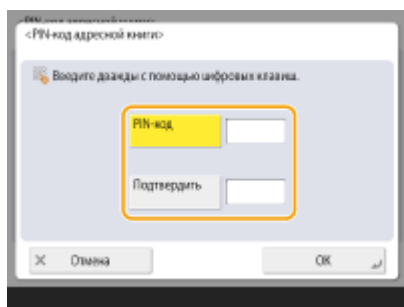 <PIN-код адресной книги>
Введите дважды с помощью цифровых клавиш.
PIN-код
Подтвердить
Отмена
OK